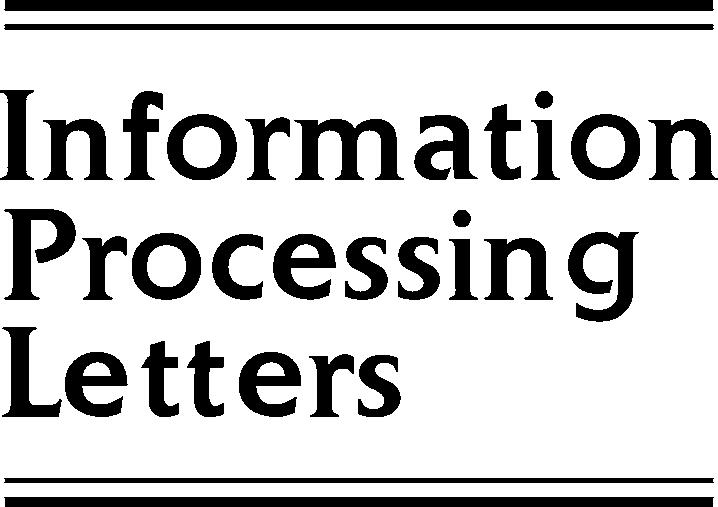 Information
Processing
Letters